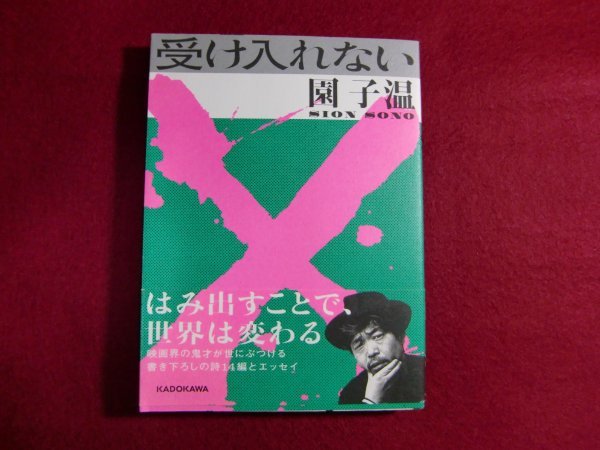 受け入れない
園子温
SION SONO
はみ出すことで、
世界は変わる
映画界の鬼才が世にぶつける
書き下ろしの詩14編とエッセイ
KADOKAWA